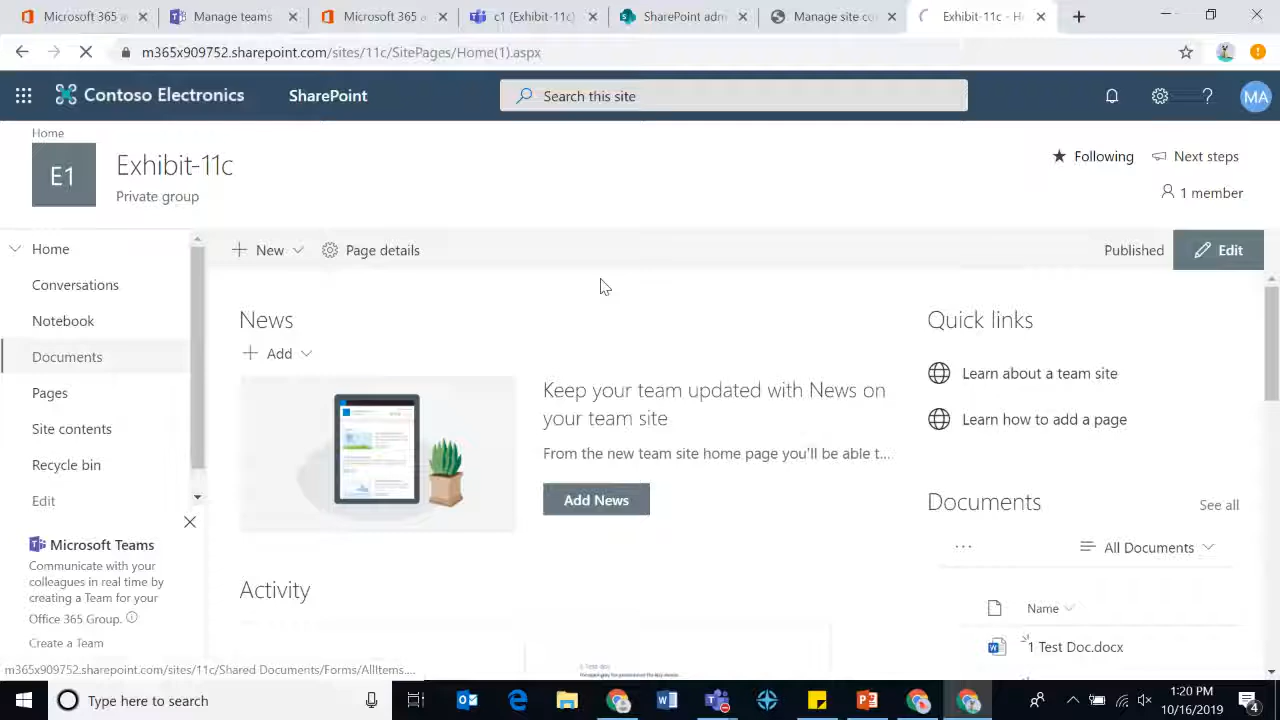 Microsoft 365 a
Manage teams
Microsoft 365 a
c1 (Exhibit-11c)
SharePoint adm
Manage site co
Exhibit-11c - H
m365x909752.sharepoint.com/sites/11c/SitePages/Home(1).aspx
Contoso Electronics
SharePoint
Search this site
MA
Home
E1
Exhibit-11c
Private group
Following
Next steps
1 member
Home
Conversations
Notebook
Documents
Pages
Site contents
Recycle bin
Edit
Microsoft Teams
Communicate with your
colleagues in real time by
creating a Team for your
Office 365 Group.
Create a Team
New
Page details
Published
Edit
News
Add
Keep your team updated with News on
your team site
From the new team site home page you'll be able t...
Add News
Activity
Quick links
Learn about a team site
Learn how to add a page
Documents
See all
All Documents
Name
1 Test Doc.docx
m365x909752.sharepoint.com/sites/11c/Shared Documents/Forms/AllItems....
Type here to search
1:20 PM
10/16/2019
4